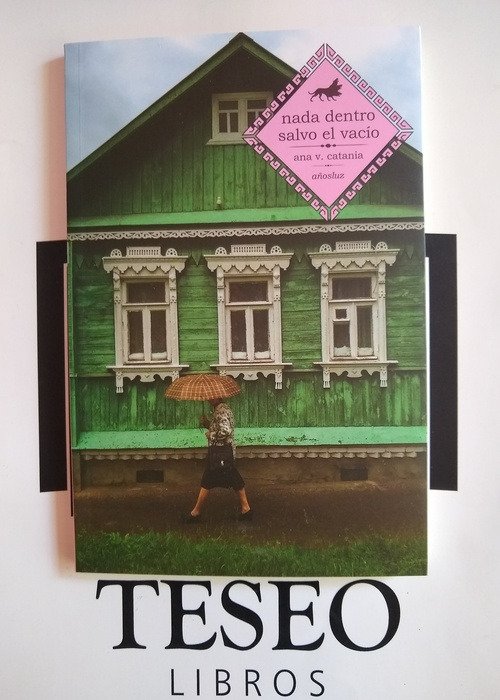 nada dentro
salvo el vacío
ana v. catania
añosluz
TESEO
LIBROS